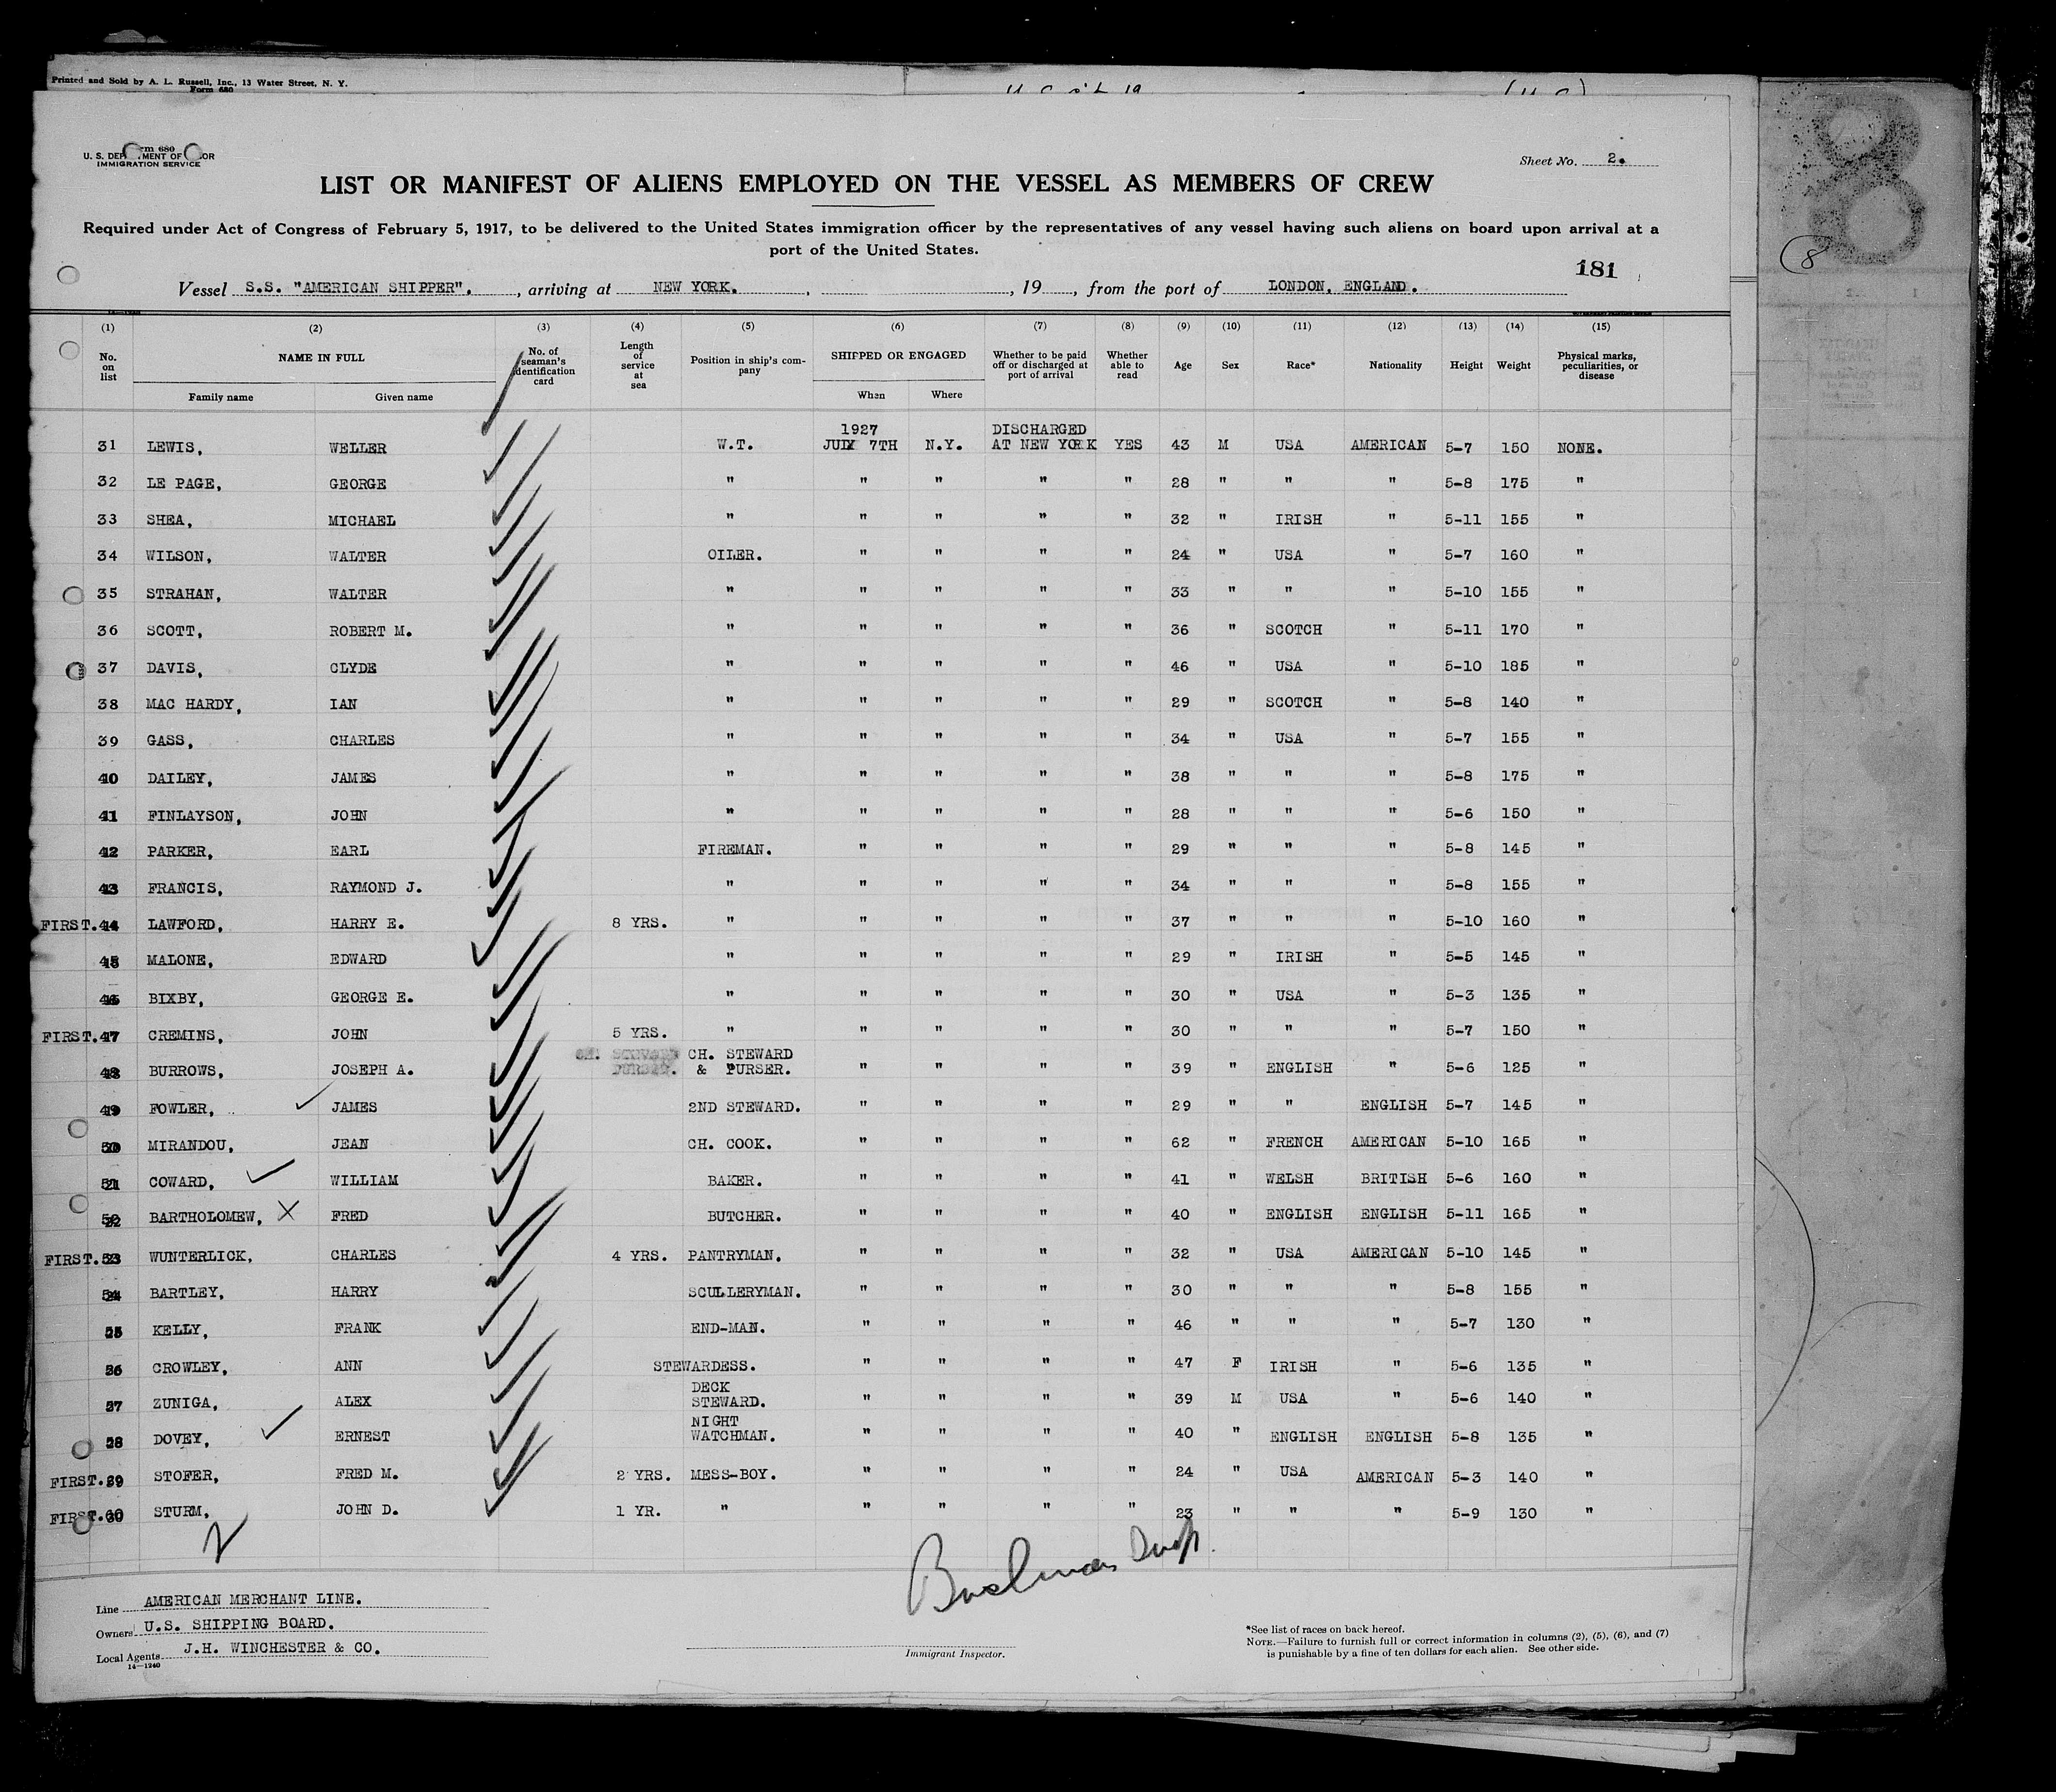 Printed and Sold by A. L. Russell, Inc., 13 Water Street, N. Y.
Form 680
U. S. DEP MENT OF OR
IMMIGRATION SERVICE
Sheet No. 2.
LIST OR MANIFEST OF ALIENS EMPLOYED ON THE VESSEL AS MEMBERS OF CREW
Required under Act of Congress of February 5, 1917, to be delivered to the United States immigration officer by the representatives of any vessel having such aliens on board upon arrival at a
port of the United States.
8
181
Vessel S.S. "AMERICAN SHIPPER". , arriving at NEW YORK. , , 19 , from the port of LONDON, ENGLAND.
(1) (2) (3) (4) (5) (6) (7) (8) (9) (10) (11) (12) (13) (14) (15)
No. on list NAME IN FULL No. of seaman's identification card Length of service at sea Position in ship's company SHIPPED OR ENGAGED Whether to be paid off or discharged at port of arrival Whether able to read Age Sex Race* Nationality Height Weight Physical marks, peculiarities, or disease
Family name Given name When Where
1927 DISCHARGED
31 LEWIS, WELLER W.T. JULY 7TH N.Y. AT NEW YORK YES 43 M USA AMERICAN 5-7 150 NONE.
32 LE PAGE, GEORGE " " " " " 28 " " " 5-8 175 "
33 SHEA, MICHAEL " " " " " 32 " IRISH " 5-11 155 "
34 WILSON, WALTER OILER. " " " " 24 " USA " 5-7 160 "
35 STRAHAN, WALTER " " " " " 33 " " " 5-10 155 "
36 SCOTT, ROBERT M. " " " " " 36 " SCOTCH " 5-11 170 "
37 DAVIS, CLYDE " " " " " 46 " USA " 5-10 185 "
38 MAC HARDY, IAN " " " " " 29 " SCOTCH " 5-8 140 "
39 GASS, CHARLES " " " " " 34 " USA " 5-7 155 "
40 DAILEY, JAMES " " " " " 38 " " " 5-8 175 "
41 FINLAYSON, JOHN " " " " " 28 " " " 5-6 150 "
42 PARKER, EARL FIREMAN. " " " " 29 " " " 5-8 145 "
43 FRANCIS, RAYMOND J. " " " " " 34 " " " 5-8 155 "
FIRST. 44 LAWFORD, HARRY E. 8 YRS. " " " " " 37 " " " 5-10 160 "
45 MALONE, EDWARD " " " " " 29 " IRISH " 5-5 145 "
46 BIXBY, GEORGE E. " " " " " 30 " USA " 5-3 135 "
FIRST. 47 CREMINS, JOHN 5 YRS. " " " " " 30 " " " 5-7 150 "
CH. STEWARD
48 BURROWS, JOSEPH A. & PURSER. " " " " 39 " ENGLISH " 5-6 125 "
49 FOWLER, JAMES 2ND STEWARD. " " " " 29 " " ENGLISH 5-7 145 "
50 MIRANDOU, JEAN CH. COOK. " " " " 62 " FRENCH AMERICAN 5-10 165 "
51 COWARD, WILLIAM BAKER. " " " " 41 " WELSH BRITISH 5-6 160 "
52 BARTHOLOMEW, X FRED BUTCHER. " " " " 40 " ENGLISH ENGLISH 5-11 165 "
FIRST. 53 WUNTERLICK, CHARLES 4 YRS. PANTRYMAN. " " " " 32 " USA AMERICAN 5-10 145 "
54 BARTLEY, HARRY SCULLERYMAN. " " " " 30 " " " 5-8 155 "
55 KELLY, FRANK END-MAN. " " " " 46 " " " 5-7 130 "
56 CROWLEY, ANN STEWARDESS. " " " " 47 F IRISH " 5-6 135 "
DECK
57 ZUNIGA, ALEX STEWARD. " " " " 39 M USA " 5-6 140 "
NIGHT
58 DOVEY, ERNEST WATCHMAN. " " " " 40 " ENGLISH ENGLISH 5-8 135 "
FIRST. 59 STOFER, FRED M. 2 YRS. MESS-BOY. " " " " 24 " USA AMERICAN 5-3 140 "
FIRST. 60 STURM, JOHN D. 1 YR. " " " " " 23 " " " 5-9 130 "
2
Line AMERICAN MERCHANT LINE.
Owners U.S. SHIPPING BOARD.
Local Agents J.H. WINCHESTER & CO.
14-1240
Immigrant Inspector.
*See list of races on back hereof.
NOTE.—Failure to furnish full or correct information in columns (2), (5), (6), and (7)
is punishable by a fine of ten dollars for each alien. See other side.